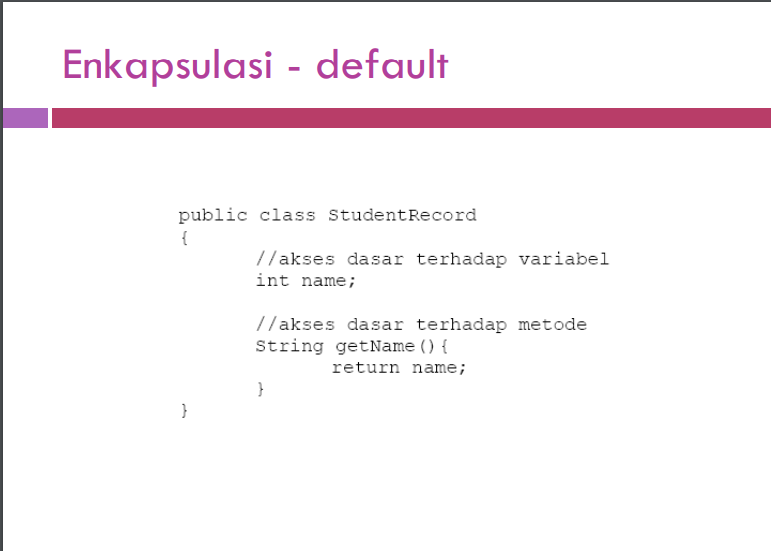 Enkapsulasi - default
public class StudentRecord
{
//akses dasar terhadap variabel
int name;
//akses dasar terhadap metode
String getName(){
return name;
}
}